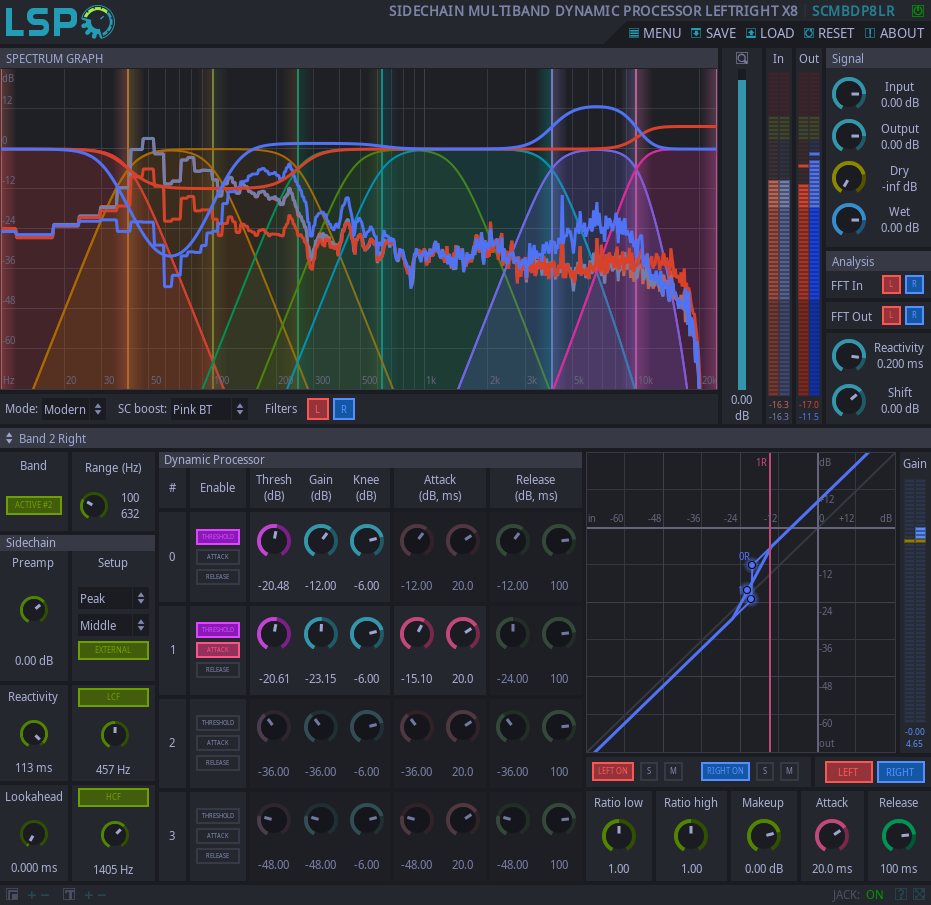 LSP
SIDECHAIN MULTIBAND DYNAMIC PROCESSOR LEFTRIGHT X8 SCMBDP8LR
MENU SAVE LOAD RESET ABOUT
SPECTRUM GRAPH
In Out
Signal
dB
12
0
-12
-24
-36
-48
-60
Hz 20 30 50 100 200 300 500 1k 2k 3k 5k 10k 20k
0.00
dB
-16.3 -17.0
-16.3 -11.5
Input
0.00 dB
Output
0.00 dB
Dry
-inf dB
Wet
0.00 dB
Analysis
FFT In L R
FFT Out L R
Reactivity
0.200 ms
Shift
0.00 dB
Mode: Modern SC boost: Pink BT Filters L R
Band 2 Right
Band
ACTIVE #2
Range (Hz)
100
632
Sidechain
Preamp
0.00 dB
Setup
Peak
Middle
EXTERNAL
Reactivity
113 ms
LCF
457 Hz
Lookahead
0.000 ms
HCF
1405 Hz
Dynamic Processor
# Enable Thresh (dB) Gain (dB) Knee (dB) Attack (dB, ms) Release (dB, ms)
0 THRESHOLD ATTACK RELEASE
-20.48 -12.00 -6.00 -12.00 20.0 -12.00 100
1 THRESHOLD ATTACK RELEASE
-20.61 -23.15 -6.00 -15.10 20.0 -24.00 100
2 THRESHOLD ATTACK RELEASE
-36.00 -36.00 -6.00 -36.00 20.0 -36.00 100
3 THRESHOLD ATTACK RELEASE
-48.00 -48.00 -6.00 -48.00 20.0 -48.00 100
1R dB
in -60 -48 -36 -24 -12 0 +12 dB
0R
-12
1
-24
-36
-48
-60
out
Gain
-0.00
4.65
LEFT ON S M RIGHT ON S M LEFT RIGHT
Ratio low Ratio high Makeup Attack Release
1.00 1.00 0.00 dB 20.0 ms 100 ms
JACK: ON